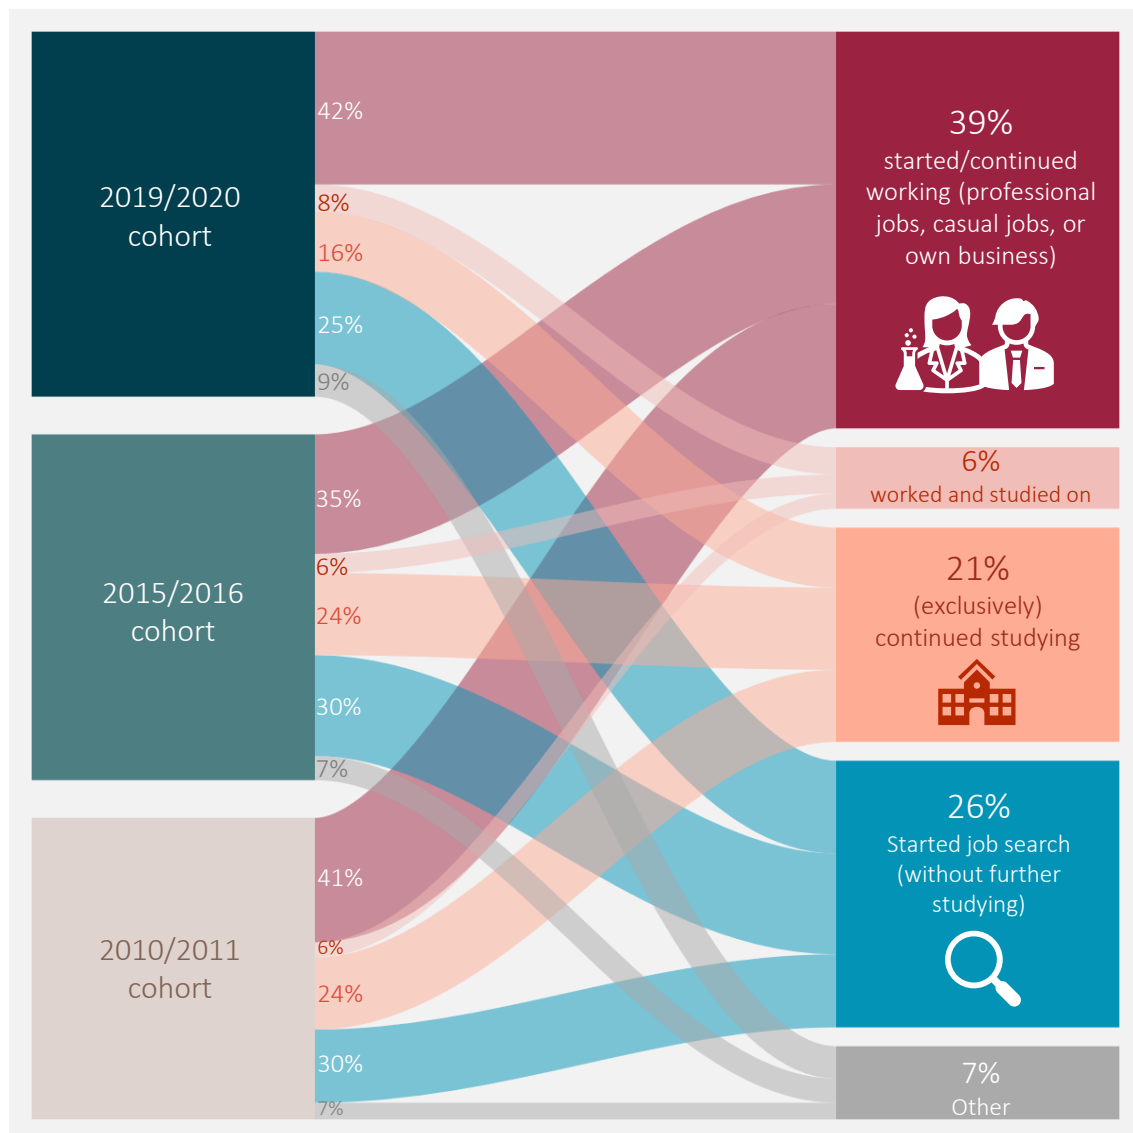 2019/2020
cohort
42%
8%
16%
25%
9%
2015/2016
cohort
35%
6%
24%
30%
7%
2010/2011
cohort
41%
6%
24%
30%
7%
39%
started/continued
working (professional
jobs, casual jobs, or
own business)
6%
worked and studied on
21%
(exclusively)
continued studying
26%
Started job search
(without further
studying)
7%
Other